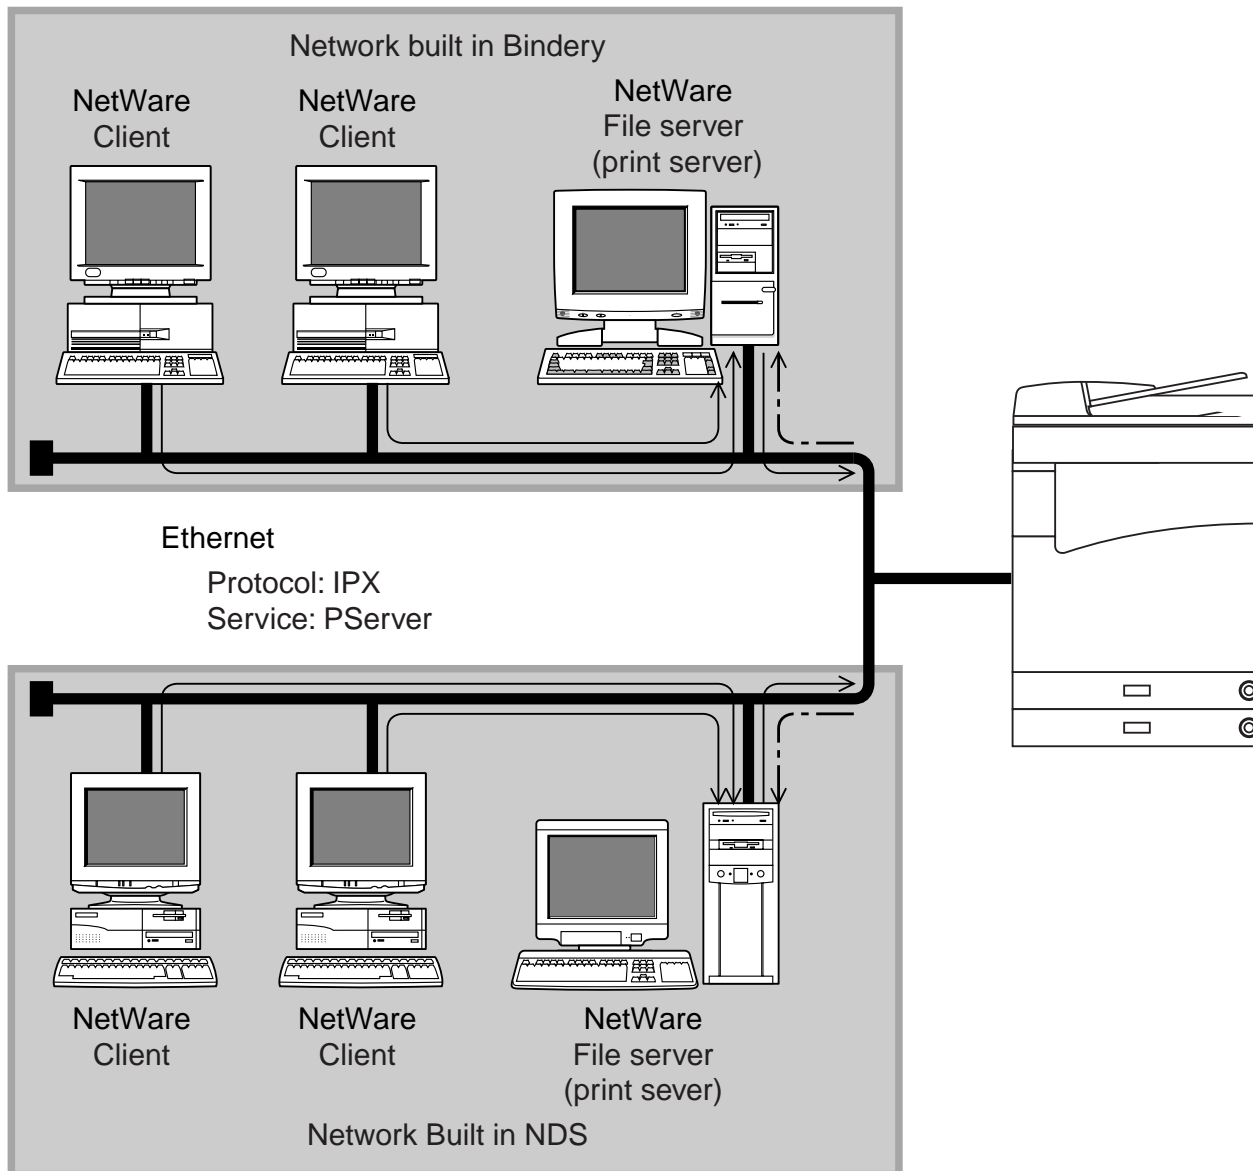 Network built in Bindery
NetWare
Client
NetWare
Client
NetWare
File server
(print server)
Ethernet
Protocol: IPX
Service: PServer
NetWare
Client
NetWare
Client
NetWare
File server
(print sever)
Network Built in NDS